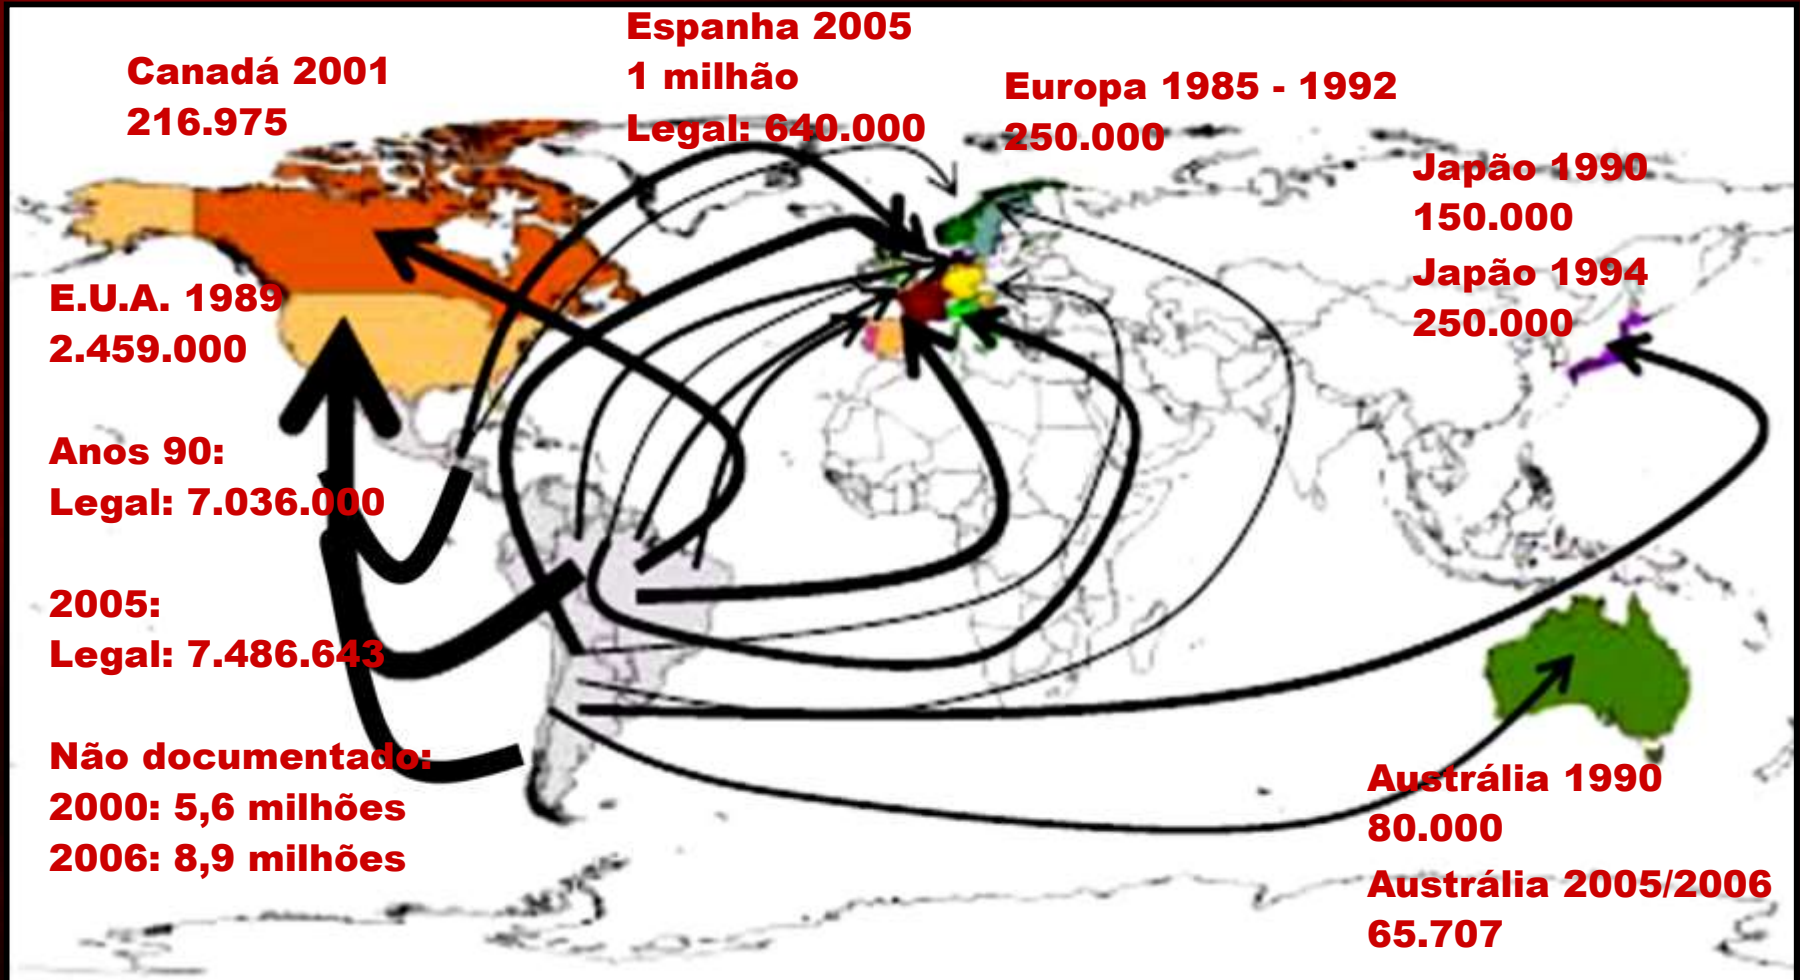 Canadá 2001
216.975
Espanha 2005
1 milhão
Legal: 640.000
Europa 1985 - 1992
250.000
Japão 1990
150.000
Japão 1994
250.000
E.U.A. 1989
2.459.000
Anos 90:
Legal: 7.036.000
2005:
Legal: 7.486.643
Não documentado:
2000: 5,6 milhões
2006: 8,9 milhões
Austrália 1990
80.000
Austrália 2005/2006
65.707